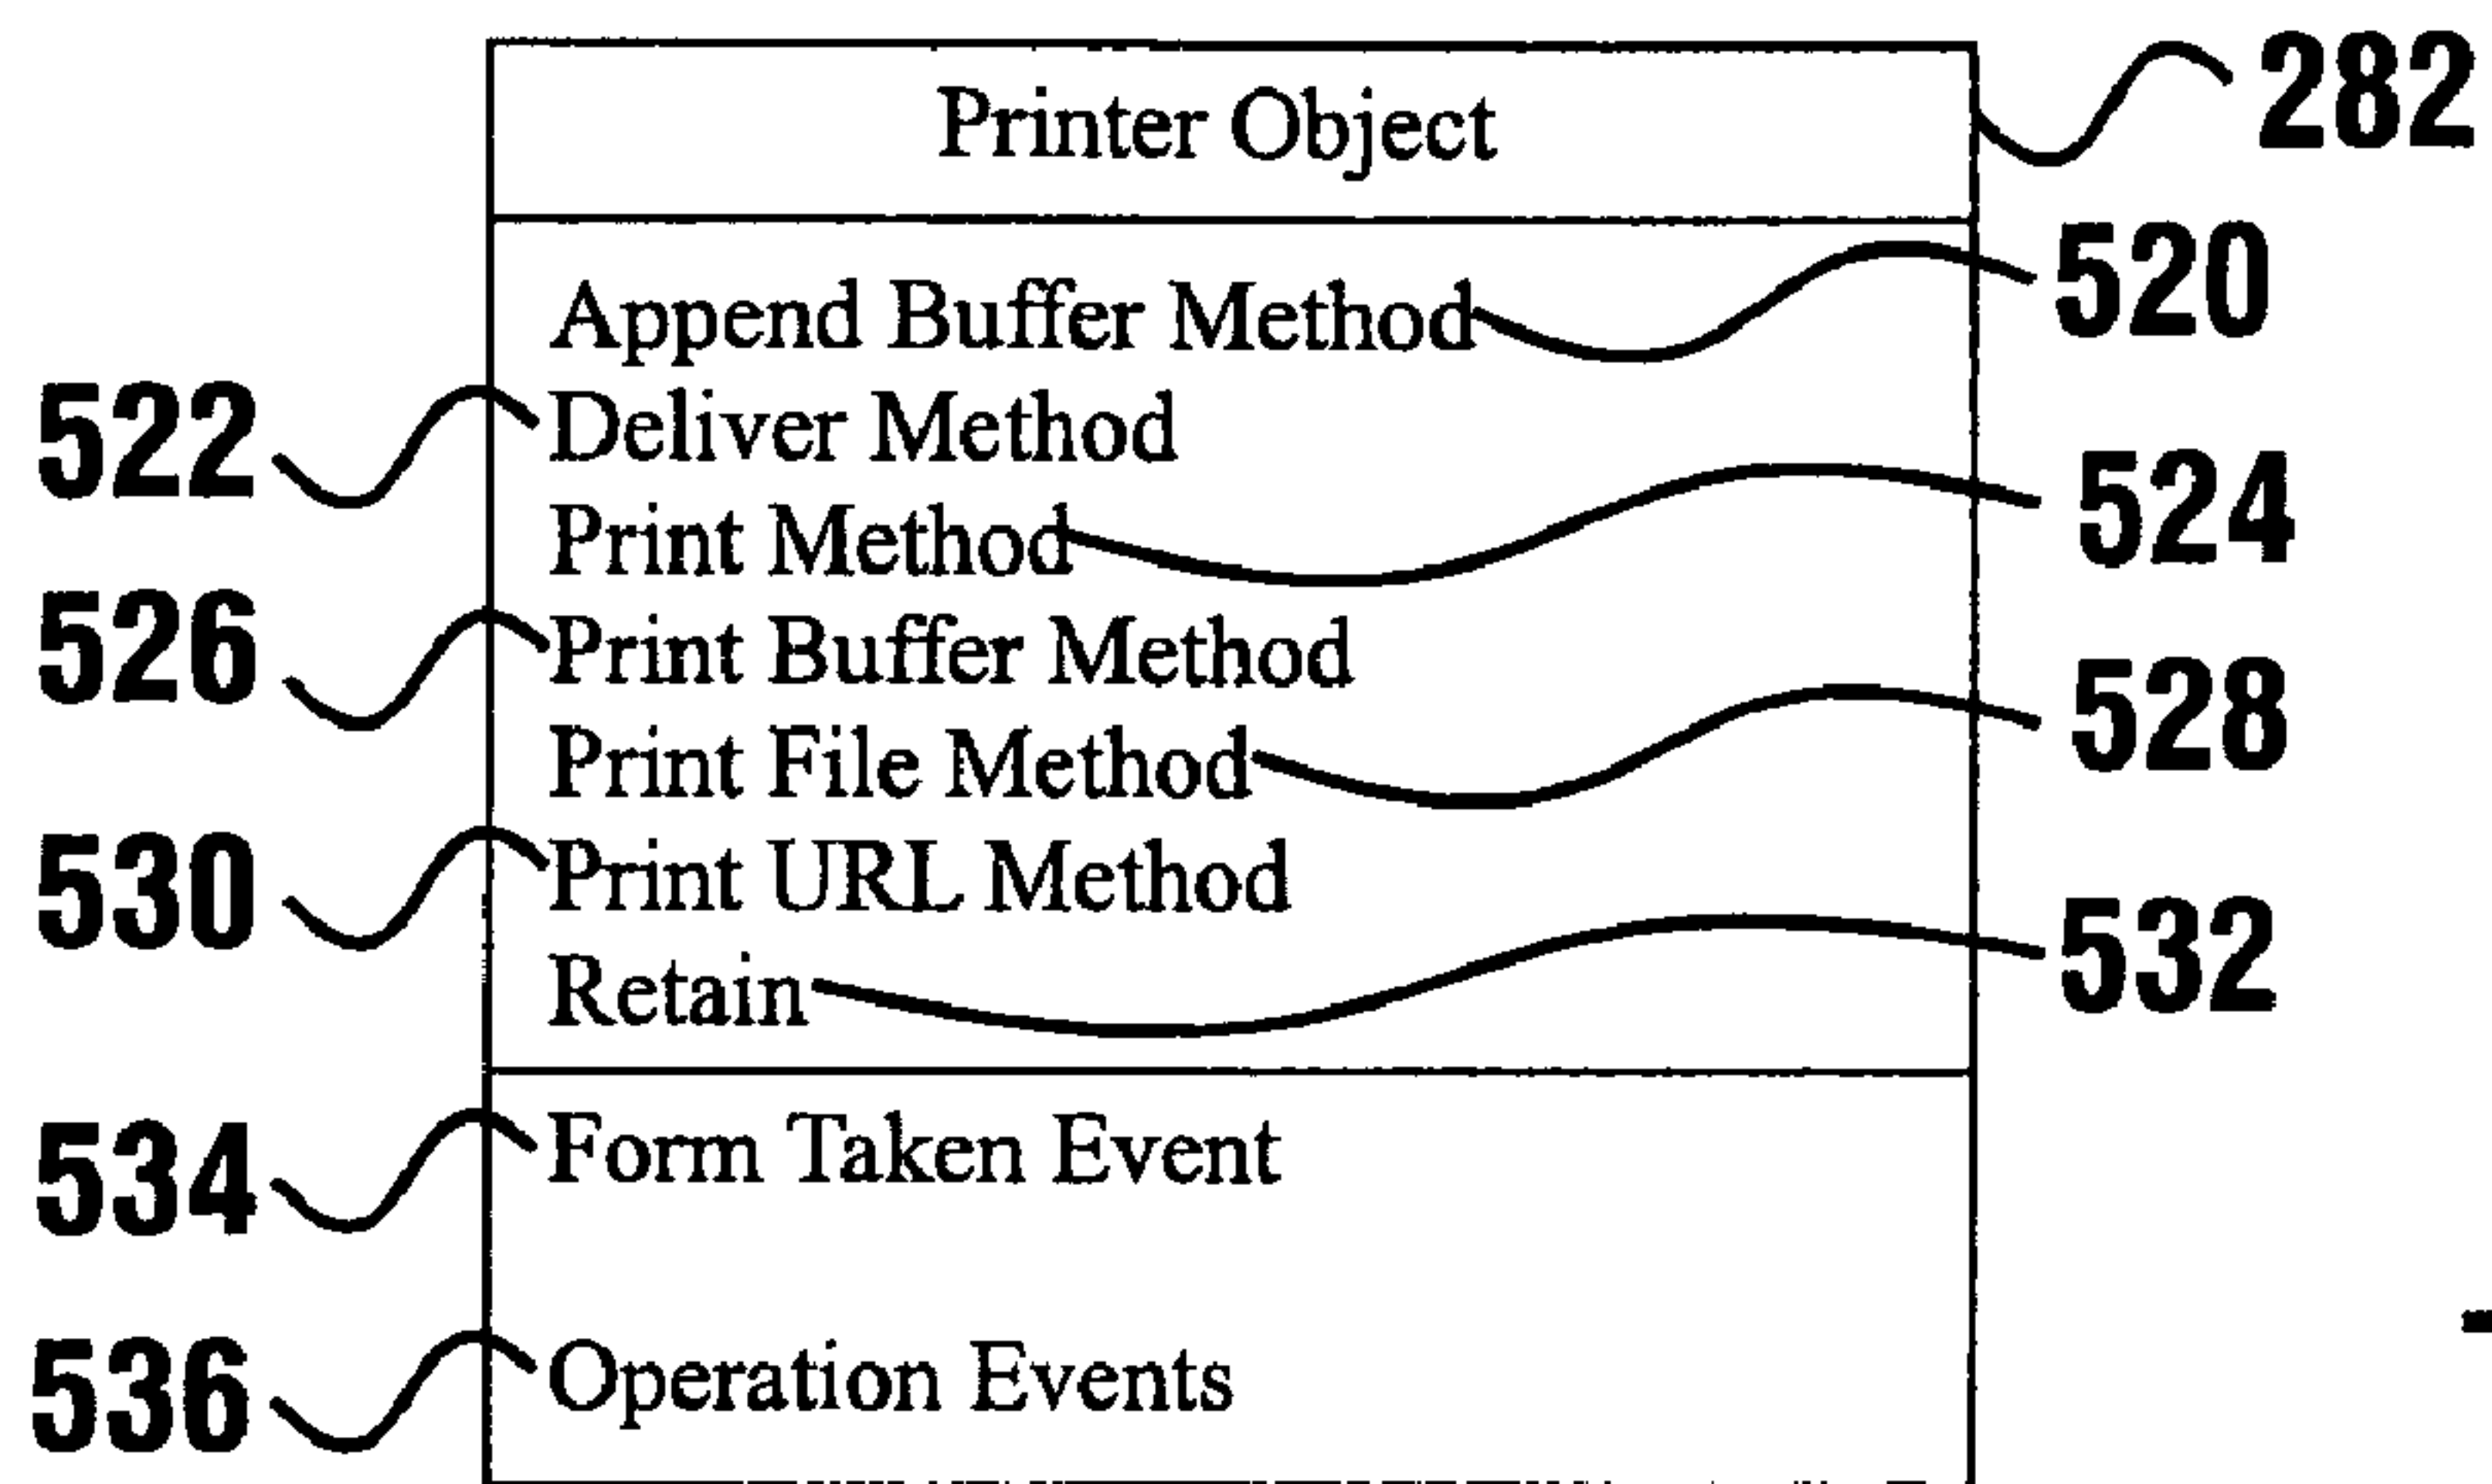 Printer Object 282
Append Buffer Method 520
522 Deliver Method
Print Method 524
526 Print Buffer Method
Print File Method 528
530 Print URL Method
Retain 532
534 Form Taken Event
536 Operation Events